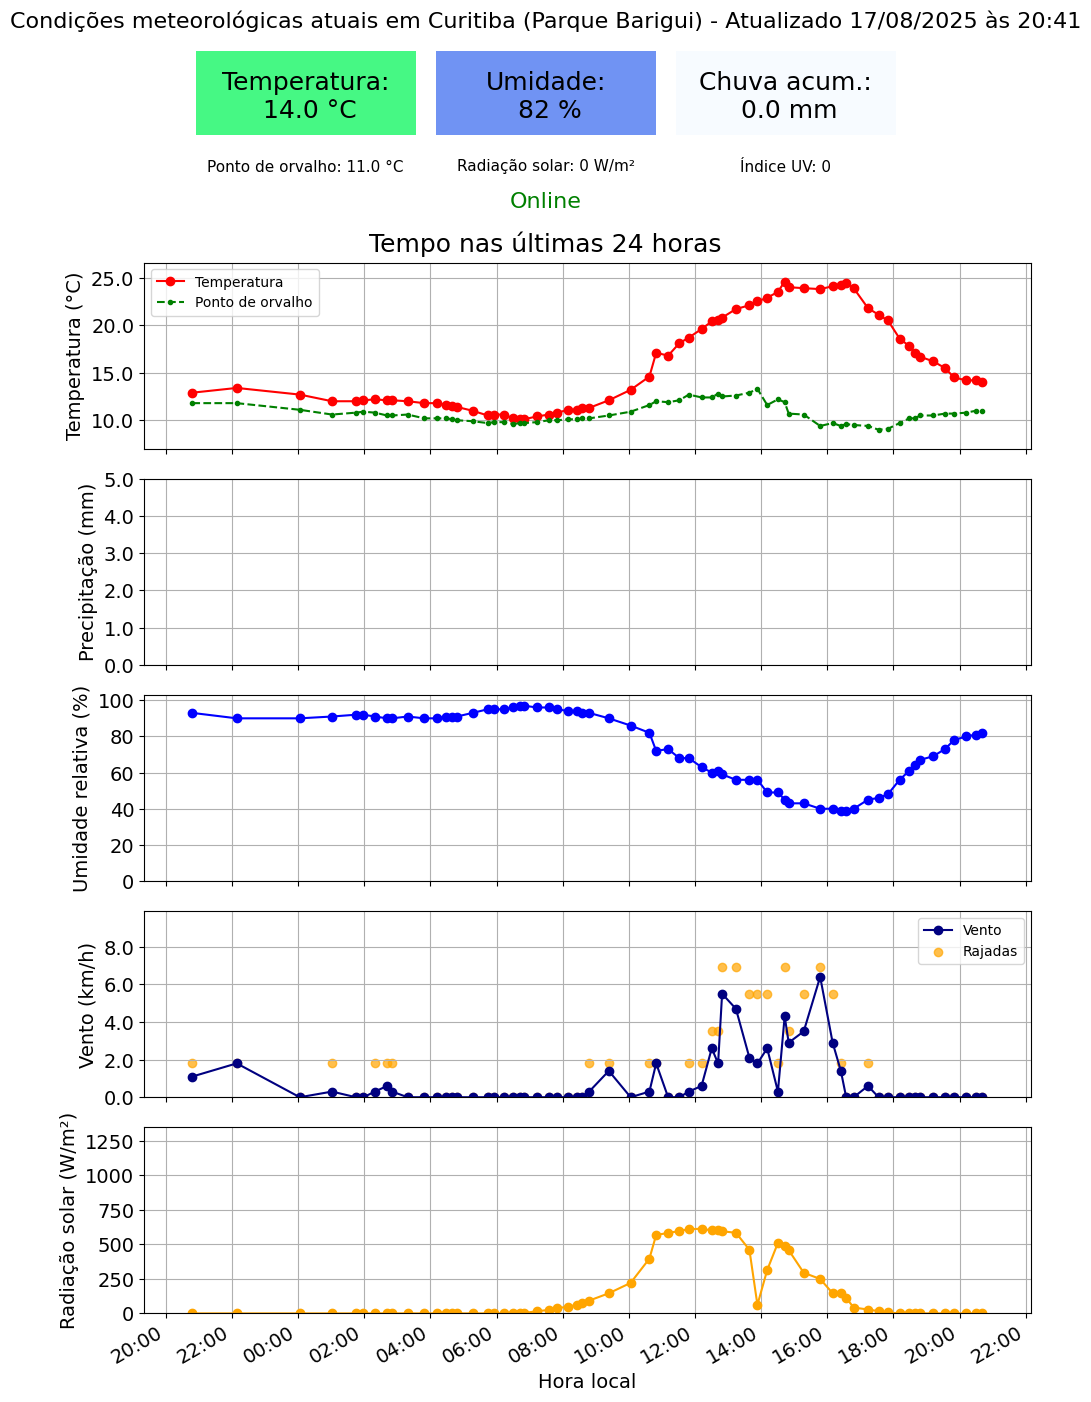 Condições meteorológicas atuais em Curitiba (Parque Barigui) - Atualizado 17/08/2025 às 20:41
Temperatura:
14.0 °C
Umidade:
82 %
Chuva acum.:
0.0 mm
Ponto de orvalho: 11.0 °C
Radiação solar: 0 W/m²
Índice UV: 0
Online
Tempo nas últimas 24 horas
Temperatura (°C)
25.0
20.0
15.0
10.0
Temperatura
Ponto de orvalho
Precipitação (mm)
5.0
4.0
3.0
2.0
1.0
0.0
Umidade relativa (%)
100
80
60
40
20
0
Vento (km/h)
8.0
6.0
4.0
2.0
0.0
Vento
Rajadas
Radiação solar (W/m²)
1250
1000
750
500
250
0
20:00
22:00
00:00
02:00
04:00
06:00
08:00
10:00
12:00
14:00
16:00
18:00
20:00
22:00
Hora local